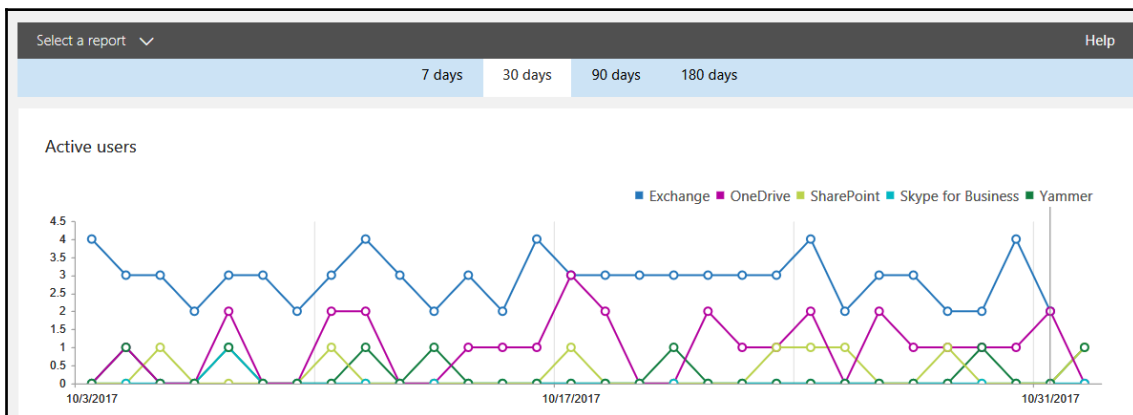 Select a report Help
7 days 30 days 90 days 180 days
Active users
Exchange OneDrive SharePoint Skype for Business Yammer
4.5
4
3.5
3
2.5
2
1.5
1
0.5
0
10/3/2017 10/17/2017 10/31/2017